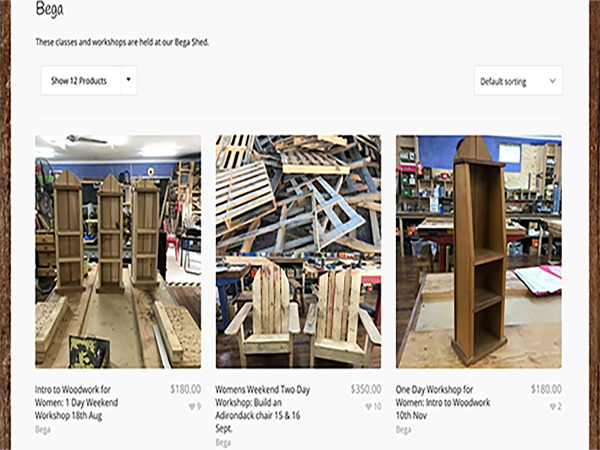 Bega
These classes and workshops are held at our Bega Shed.
Show 12 Products
Default sorting
Intro to Woodwork for
Women: 1 Day Weekend
Workshop 18th Aug
$180.00
9
Bega
Womens Weekend Two Day
Workshop: Build an
Adirondack chair 15 & 16
Sept.
$350.00
10
Bega
One Day Workshop for
Women: Intro to Woodwork
10th Nov
$180.00
2
Bega